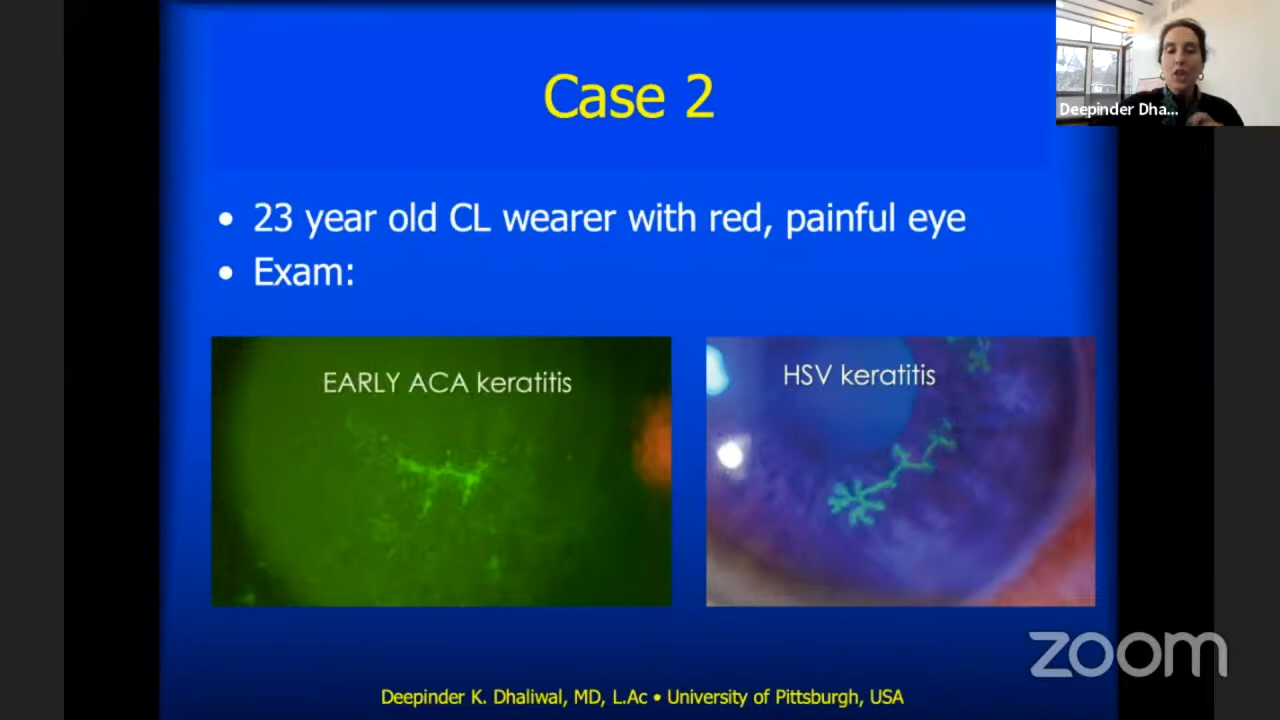 Case 2
Deepinder Dha...
• 23 year old CL wearer with red, painful eye
• Exam:
EARLY ACA keratitis
HSV keratitis
zoom
Deepinder K. Dhaliwal, MD, L.Ac • University of Pittsburgh, USA